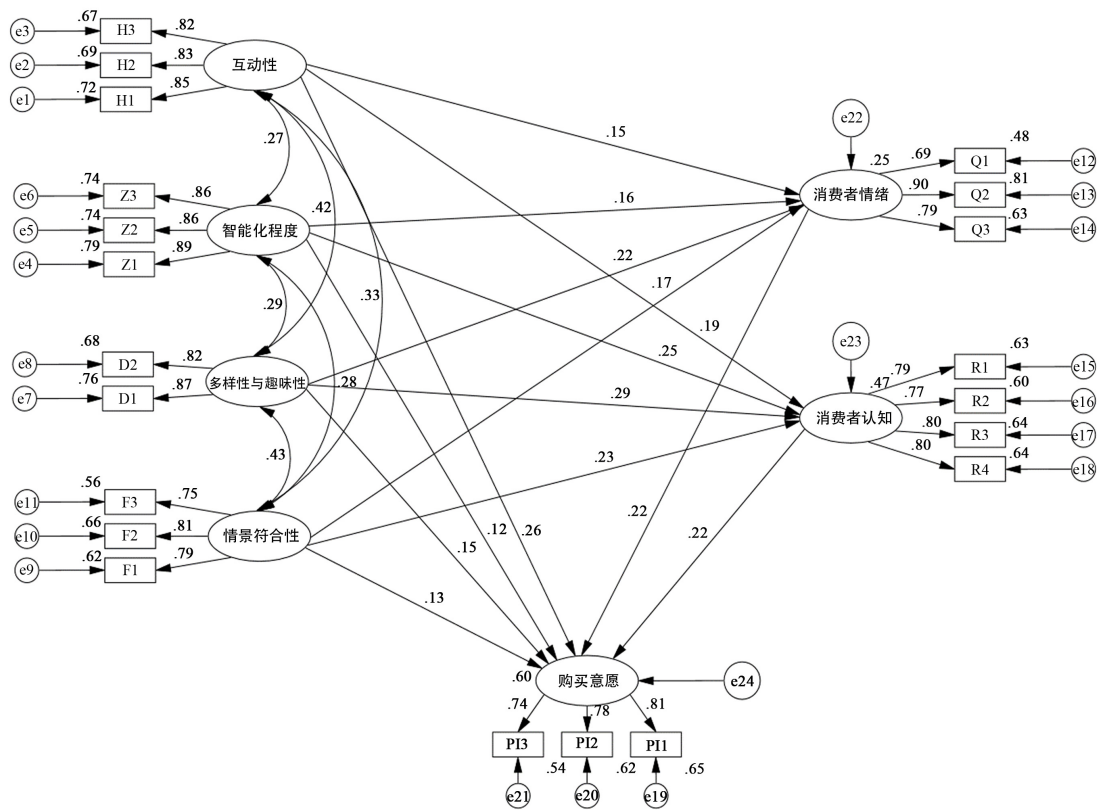 .67
e3 H3 .82
.69
e2 H2 .83 互动性
.72
e1 H1 .85
e22
.27
.15
.25 .69 Q1 .48 e12
消费者情绪 .90 Q2 .81 e13
.79 Q3 .63 e14
.74
e6 Z3 .86
.74
e5 Z2 .86 智能化程度
.79
e4 Z1 .89
.42
.16
.22
.17
.33
.29
.19
e23
.25
.68
e8 D2 .82
.76
e7 D1 .87 多样性与趣味性
.28
.29
.47 .79 R1 .63 e15
.77 R2 .60 e16
消费者认知 .80 R3 .64 e17
.80 R4 .64 e18
.43
.23
.56
e11 F3 .75
.66
e10 F2 .81 情景符合性
.62
e9 F1 .79
.12 .26
.15
.22 .22
.13
.60 购买意愿 e24
.74 .78 .81
PI3 PI2 PI1
.54 .62 .65
e21 e20 e19